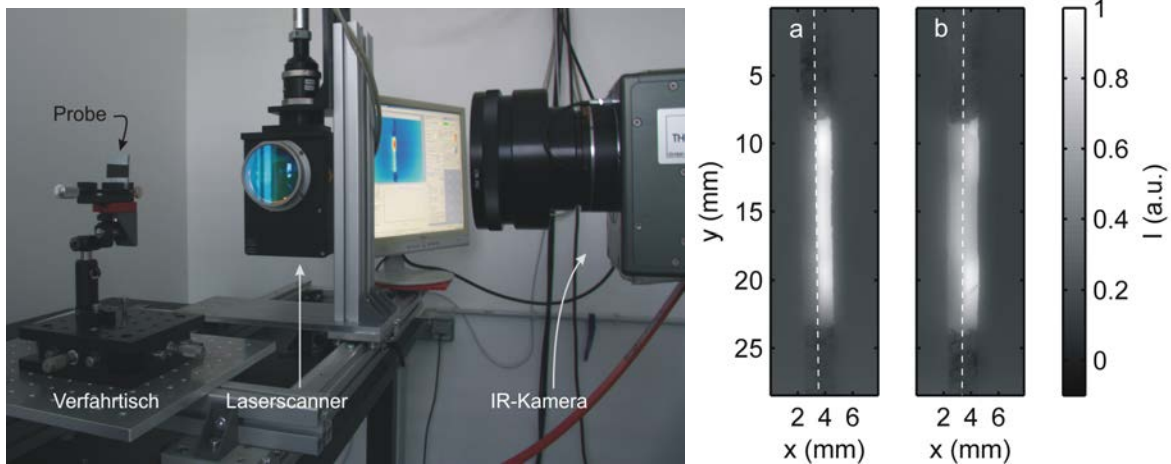 Probe
Verfahrtisch
Laserscanner
IR-Kamera
TH
a
b
5
10
15
20
25
y (mm)
2 4 6
x (mm)
2 4 6
x (mm)
1
0.8
0.6
0.4
0.2
0
I (a.u.)